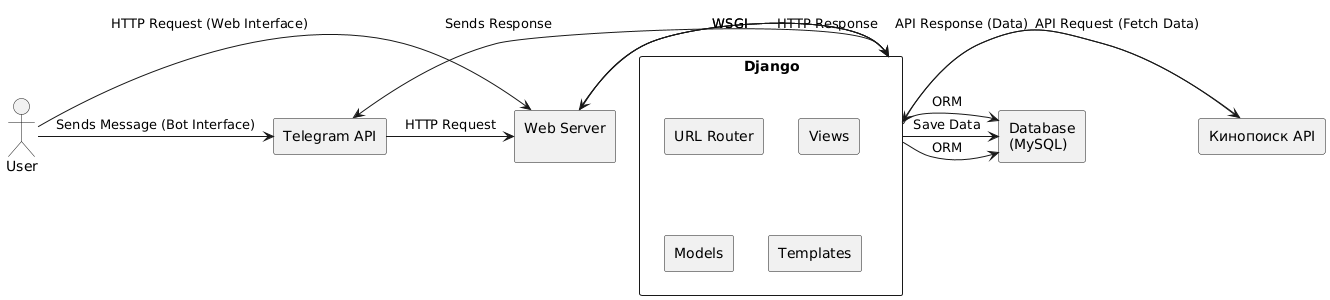 HTTP Request (Web Interface)
Sends Response
WSGI
HTTP Response
API Response (Data)
API Request (Fetch Data)
Django
User
Sends Message (Bot Interface)
Telegram API
HTTP Request
Web Server
URL Router
Views
Models
Templates
ORM
Save Data
ORM
Database
(MySQL)
Кинопоиск API